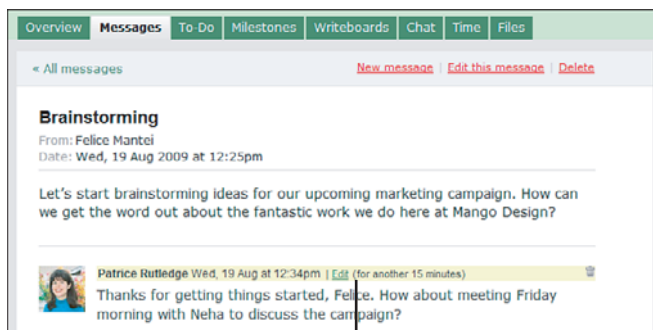 Overview Messages To-Do Milestones Writeboards Chat Time Files
« All messages New message | Edit this message | Delete
Brainstorming
From: Felice Mantei
Date: Wed, 19 Aug 2009 at 12:25pm
Let's start brainstorming ideas for our upcoming marketing campaign. How can
we get the word out about the fantastic work we do here at Mango Design?
Patrice Rutledge Wed, 19 Aug at 12:34pm | Edit (for another 15 minutes)
Thanks for getting things started, Felice. How about meeting Friday
morning with Neha to discuss the campaign?